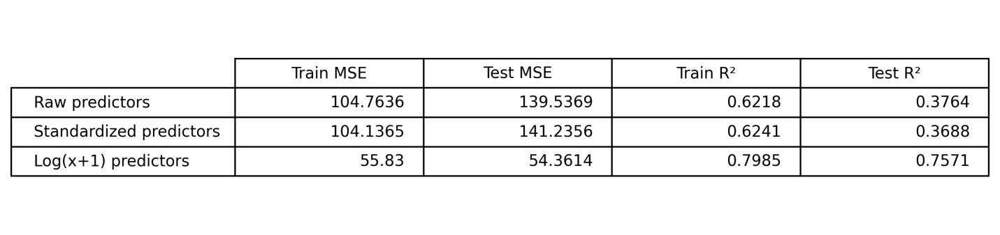 Train MSE Test MSE Train R² Test R²
Raw predictors 104.7636 139.5369 0.6218 0.3764
Standardized predictors 104.1365 141.2356 0.6241 0.3688
Log(x+1) predictors 55.83 54.3614 0.7985 0.7571